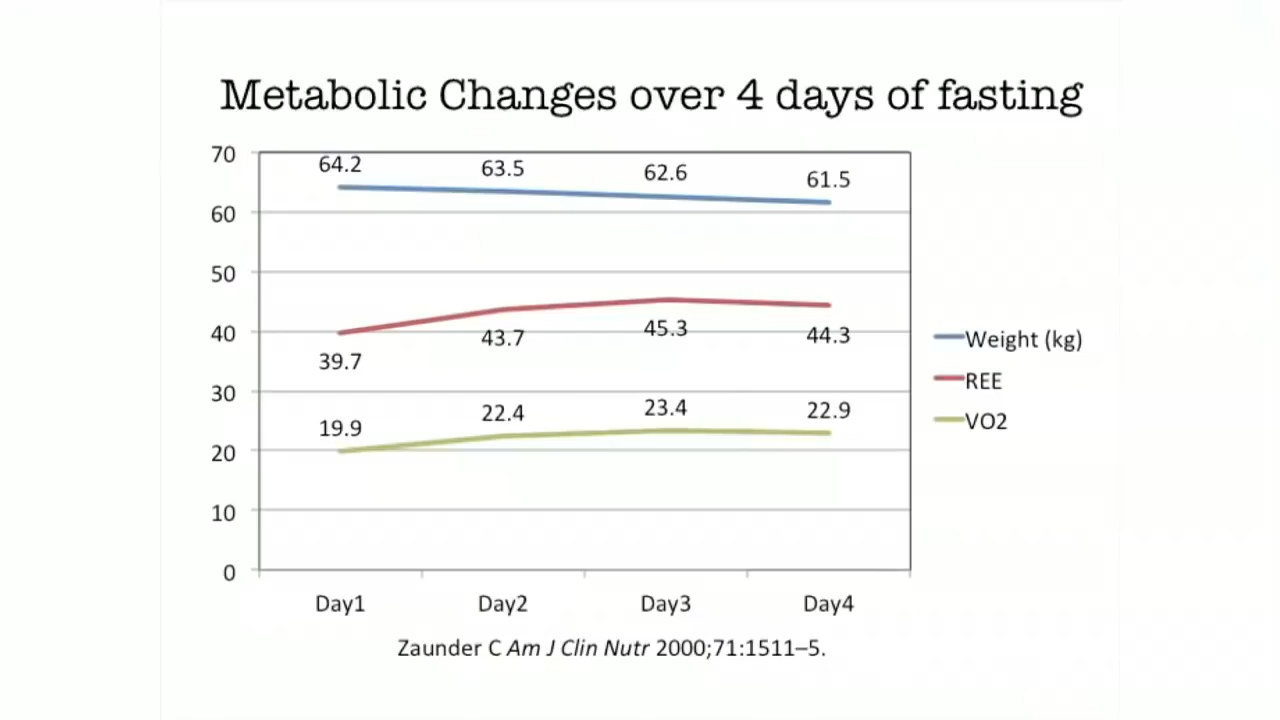 Metabolic Changes over 4 days of fasting
70
64.2 63.5 62.6 61.5
60
50
40
39.7 43.7 45.3 44.3
30
19.9 22.4 23.4 22.9
20
10
0
Day1 Day2 Day3 Day4
Weight (kg)
REE
VO2
Zaunder C Am J Clin Nutr 2000;71:1511–5.